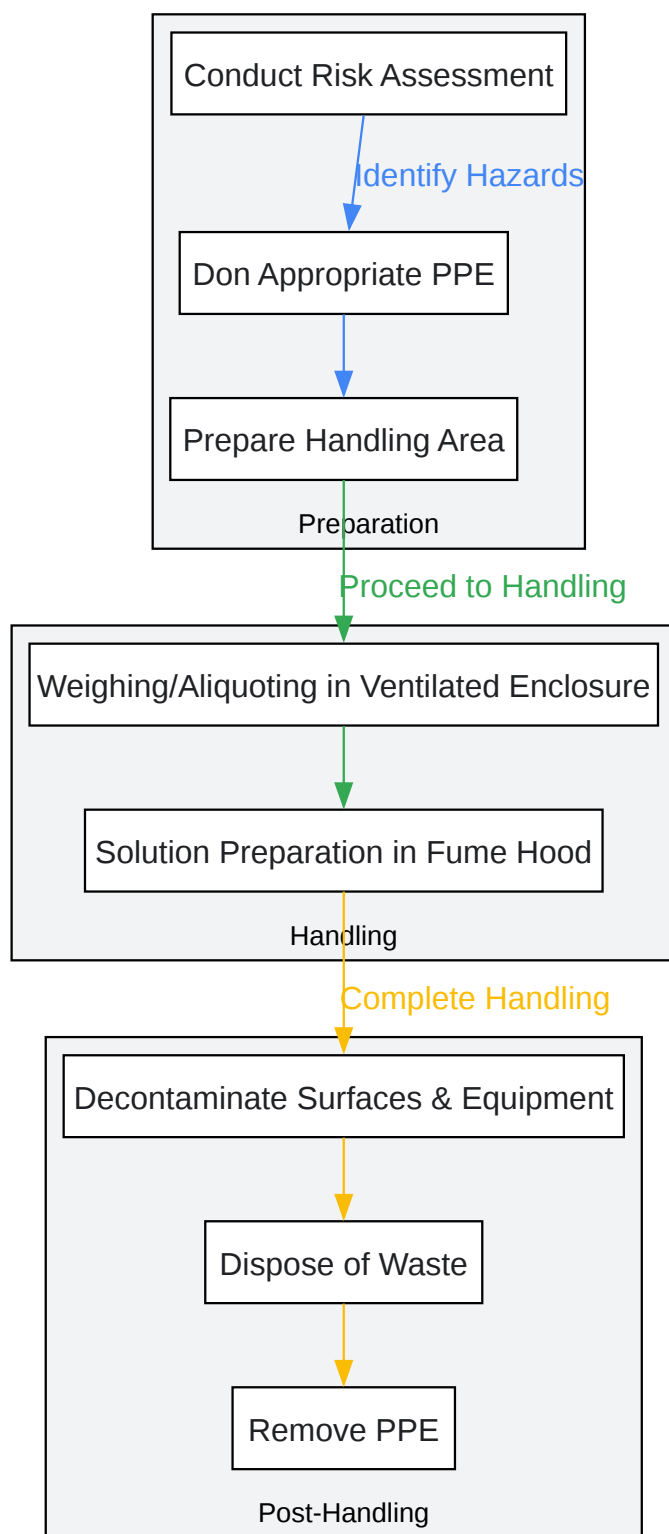 Conduct Risk Assessment
Identify Hazards
Don Appropriate PPE
Prepare Handling Area
Preparation
Proceed to Handling
Weighing/Aliquoting in Ventilated Enclosure
Solution Preparation in Fume Hood
Handling
Complete Handling
Decontaminate Surfaces & Equipment
Dispose of Waste
Remove PPE
Post-Handling